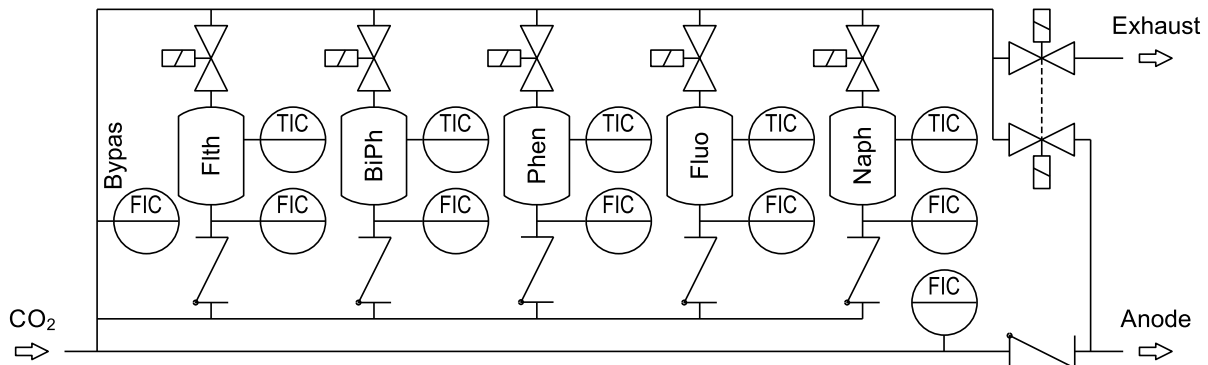 Exhaust
TIC
TIC
TIC
TIC
TIC
Bypas
Flth
BiPh
Phen
Fluo
Naph
FIC
FIC
FIC
FIC
FIC
FIC
FIC
CO₂
Anode